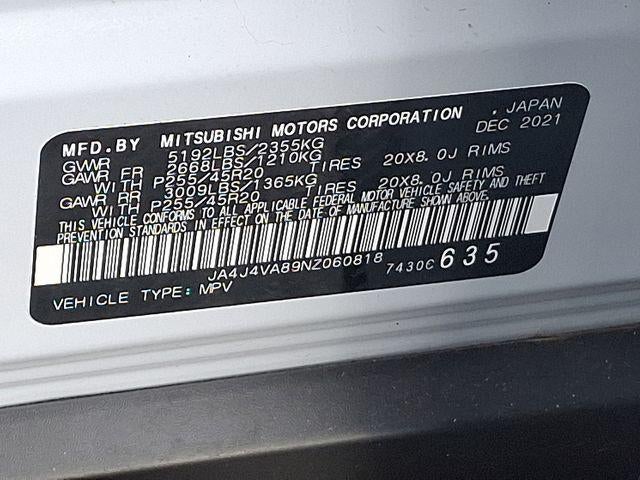 MFD.BY MITSUBISHI MOTORS CORPORATION , JAPAN
GVWR 5192LBS/2355KG DEC 2021
GAWR FR 2668LBS/1210KG
WITH P255/45R20 TIRES 20X8.0J RIMS
GAWR RR 3009LBS/1365KG
WITH P255/45R20 TIRES 20X8.0J RIMS
THIS VEHICLE CONFORMS TO ALL APPLICABLE FEDERAL MOTOR VEHICLE SAFETY AND THEFT
PREVENTION STANDARDS IN EFFECT ON THE DATE OF MANUFACTURE SHOWN ABOVE.
JA4J4VA89NZ060818 7430C 635
VEHICLE TYPE: MPV